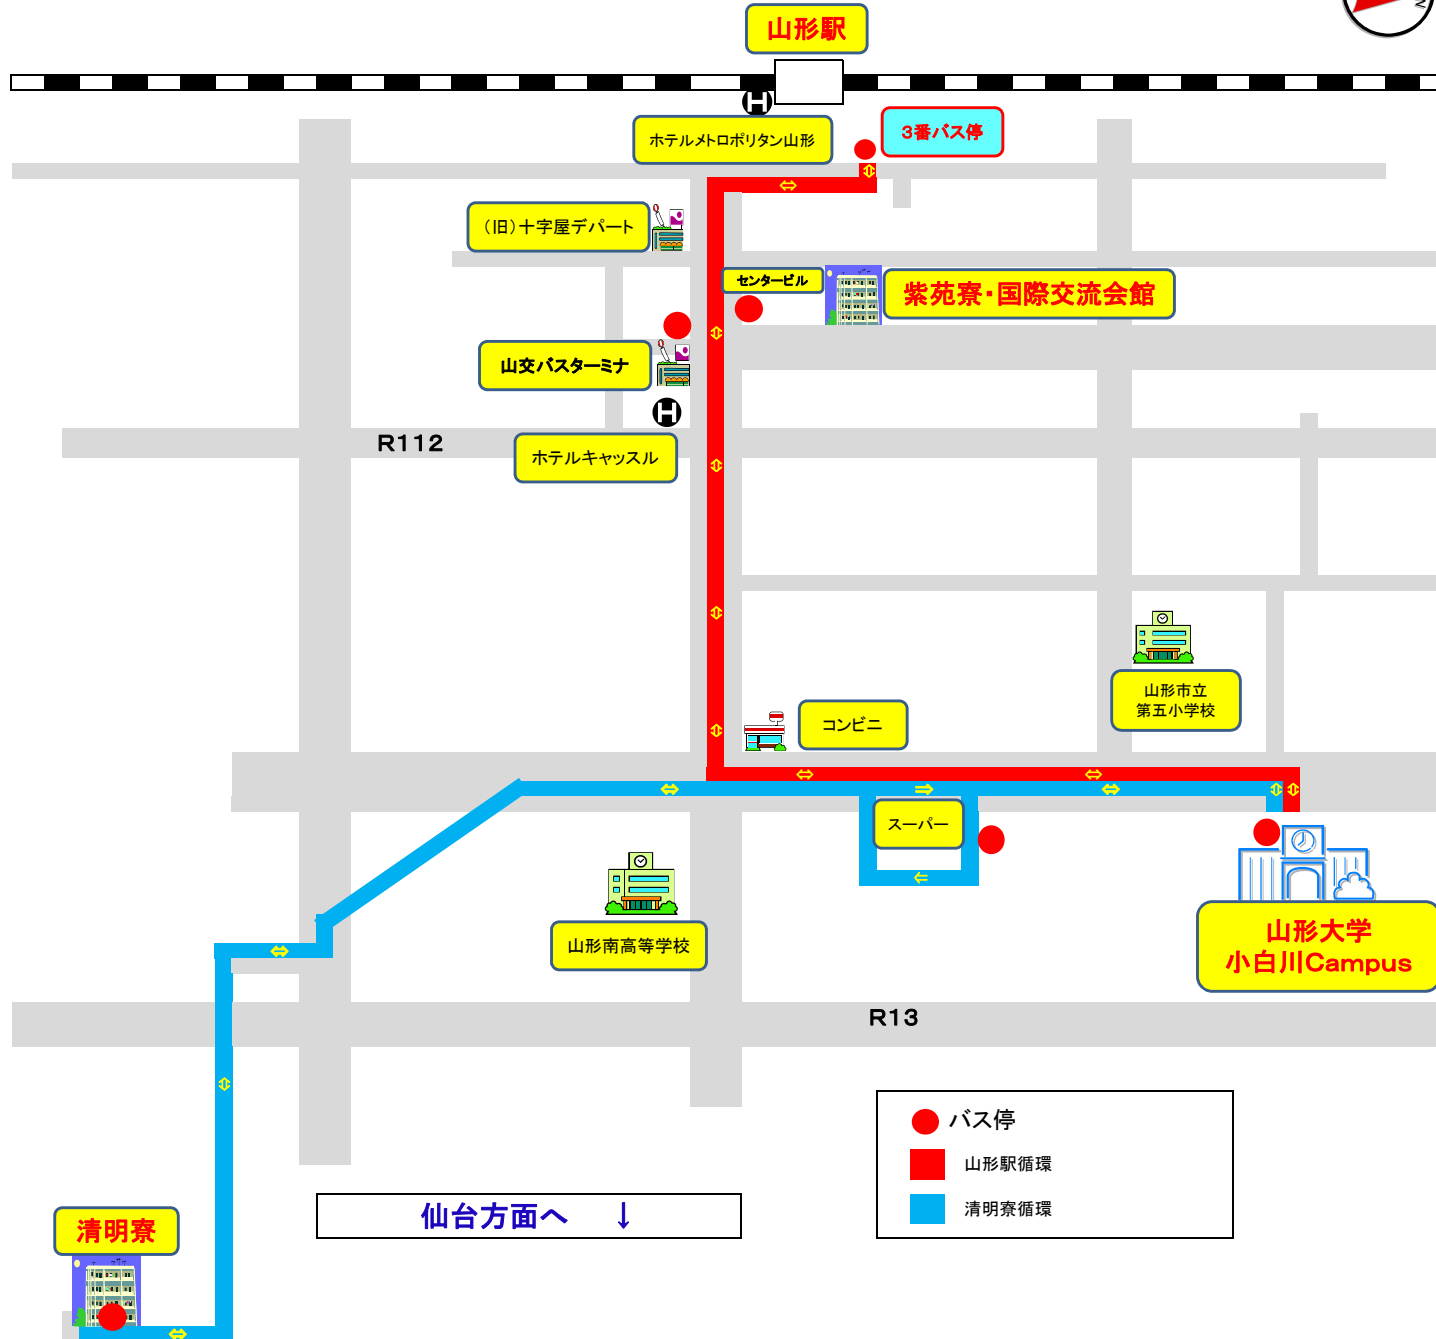 山形駅
N
H
ホテルメトロポリタン山形
3番バス停
(旧)十字屋デパート
センタービル
紫苑寮・国際交流会館
山交バスターミナ
H
R112
ホテルキャッスル
山形市立
第五小学校
コンビニ
スーパー
山形南高等学校
山形大学
小白川Campus
R13
バス停
山形駅循環
清明寮循環
仙台方面へ ↓
清明寮